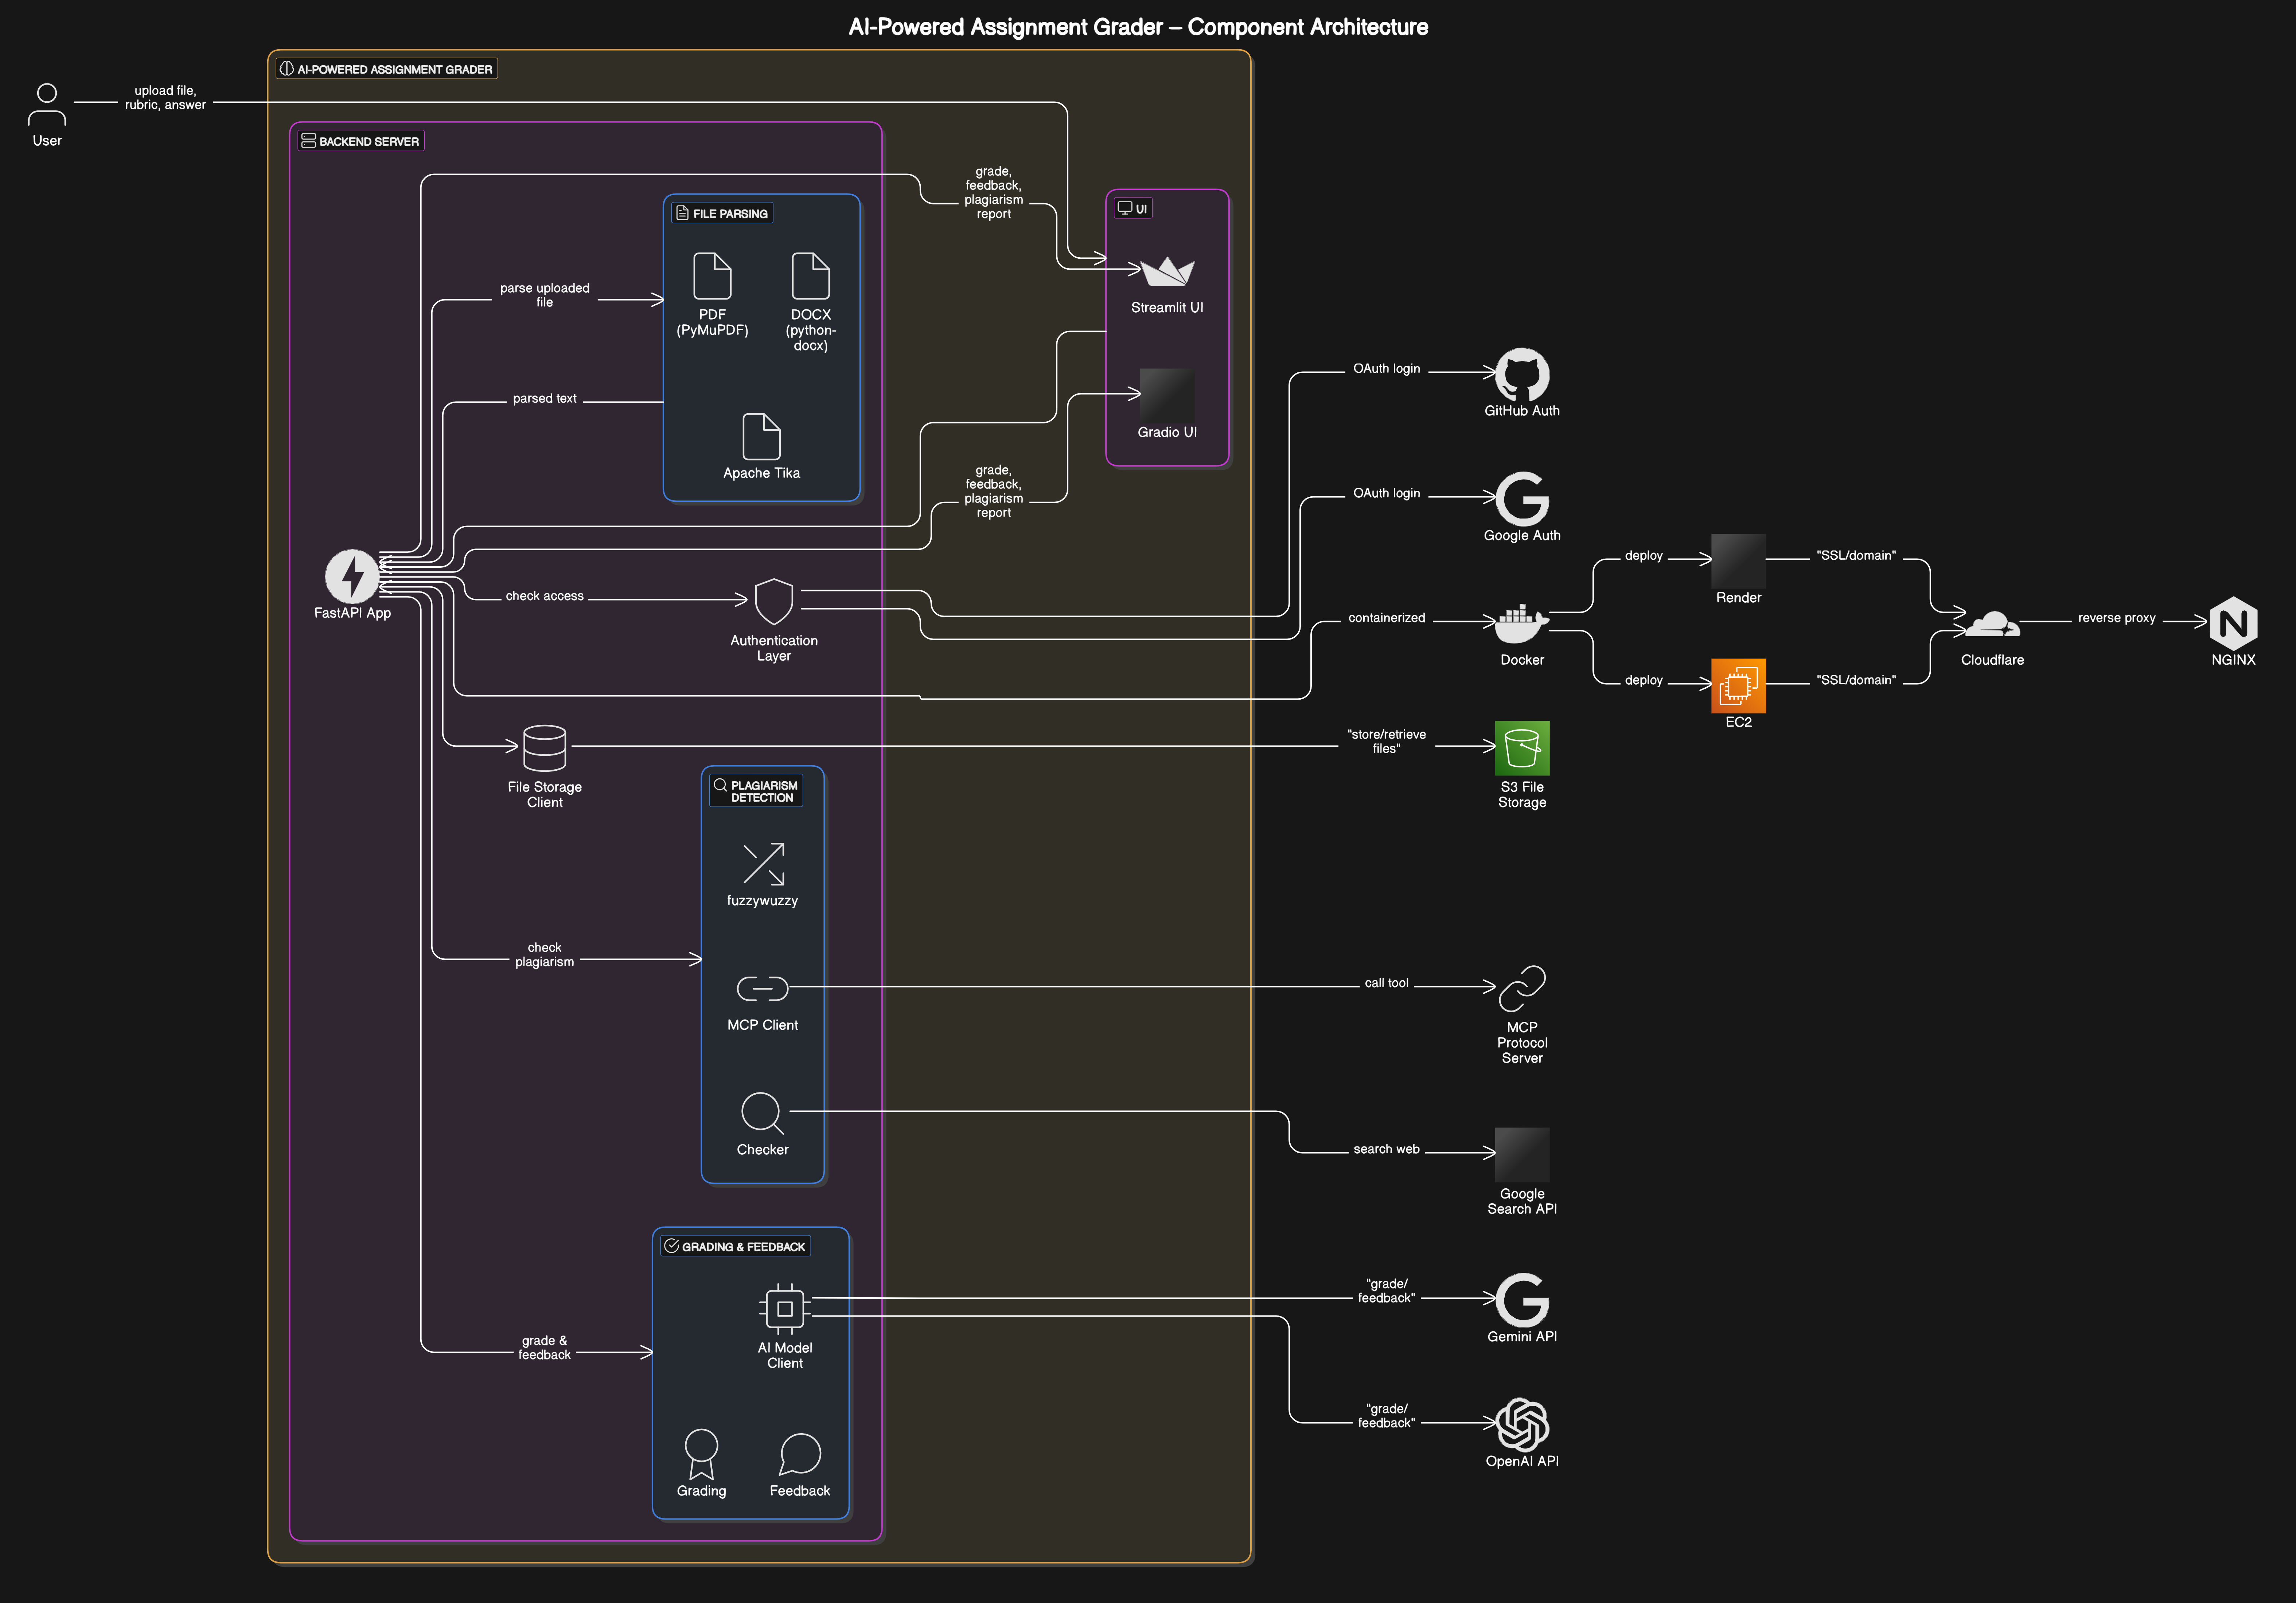 AI-Powered Assignment Grader – Component Architecture
AI-POWERED ASSIGNMENT GRADER
upload file,
rubric, answer
User
BACKEND SERVER
grade,
feedback,
plagiarism
report
FILE PARSING
UI
PDF
(PyMuPDF)
DOCX
(python-
docx)
Streamlit UI
parse uploaded
file
parsed text
Apache Tika
Gradio UI
grade,
feedback,
plagiarism
report
OAuth login
GitHub Auth
OAuth login
Google Auth
FastAPI App
check access
Authentication
Layer
containerized
Docker
deploy
Render
"SSL/domain"
deploy
EC2
"SSL/domain"
Cloudflare
reverse proxy
NGINX
File Storage
Client
"store/retrieve
files"
S3 File
Storage
PLAGIARISM
DETECTION
fuzzywuzzy
check
plagiarism
MCP Client
call tool
MCP
Protocol
Server
Checker
search web
Google
Search API
GRADING & FEEDBACK
AI Model
Client
"grade/
feedback"
Gemini API
grade &
feedback
"grade/
feedback"
OpenAI API
Grading
Feedback